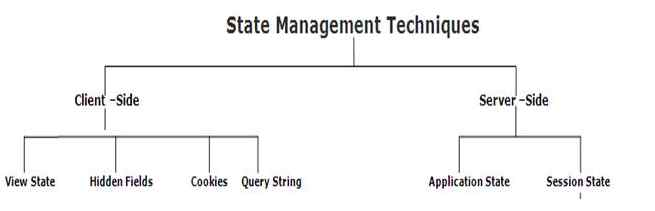 State Management Techniques
Client -Side
Server -Side
View State
Hidden Fields
Cookies
Query String
Application State
Session State